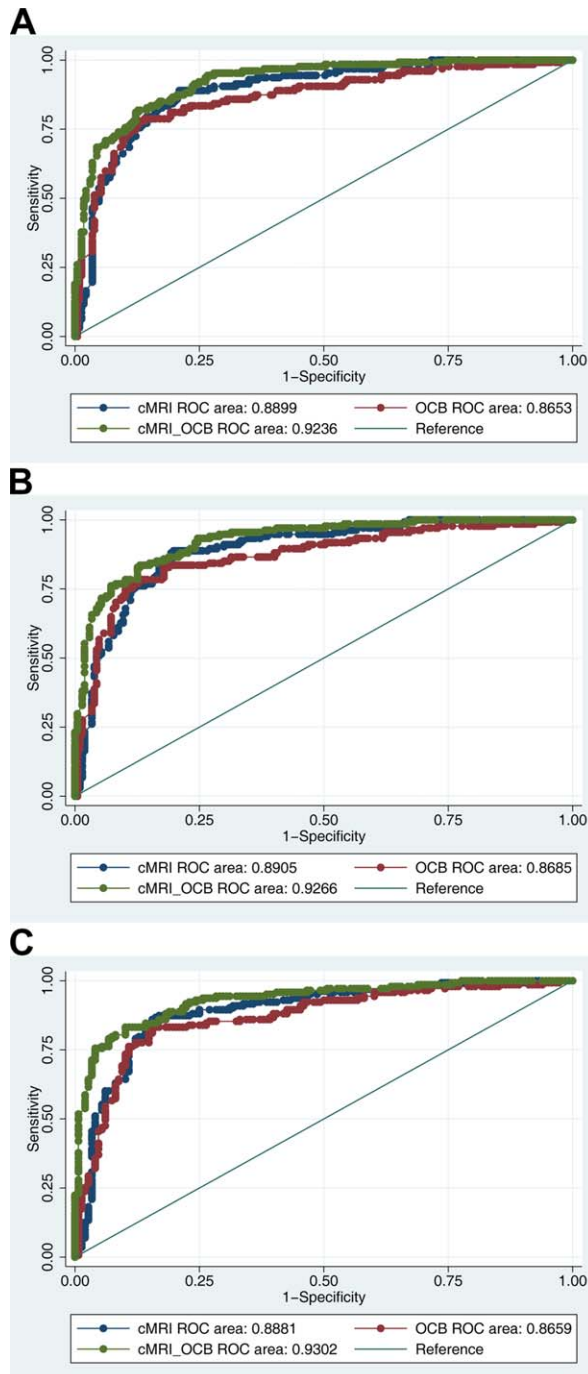 A
1.00
0.75
0.50
0.25
0.00
Sensitivity
0.00 0.25 0.50 0.75 1.00
1-Specificity
cMRI ROC area: 0.8899 OCB ROC area: 0.8653
cMRI_OCB ROC area: 0.9236 Reference
B
1.00
0.75
0.50
0.25
0.00
Sensitivity
0.00 0.25 0.50 0.75 1.00
1-Specificity
cMRI ROC area: 0.8905 OCB ROC area: 0.8685
cMRI_OCB ROC area: 0.9266 Reference
C
1.00
0.75
0.50
0.25
0.00
Sensitivity
0.00 0.25 0.50 0.75 1.00
1-Specificity
cMRI ROC area: 0.8881 OCB ROC area: 0.8659
cMRI_OCB ROC area: 0.9302 Reference